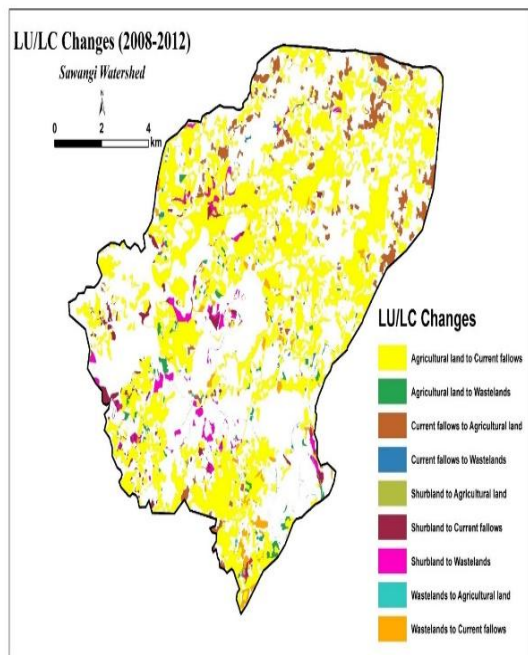 LU/LC Changes (2008-2012)
Sawangi Watershed
N
0 2 4
km
LU/LC Changes
Agricultural land to Current fallows
Agricultural land to Wastelands
Current fallows to Agricultural land
Current fallows to Wastelands
Shurbland to Agricultural land
Shurbland to Current fallows
Shurbland to Wastelands
Wastelands to Agricultural land
Wastelands to Current fallows